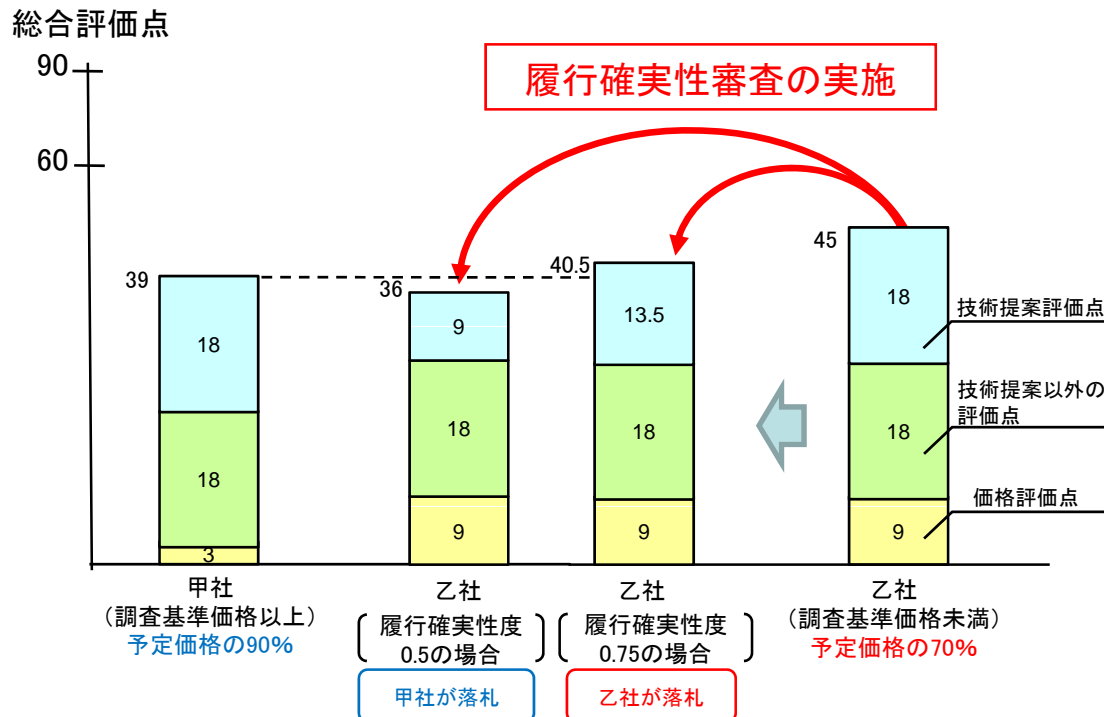 総合評価点
90
60
履行確実性審査の実施
39
18
18
3
36
9
18
9
40.5
13.5
18
9
45
18
18
9
技術提案評価点
技術提案以外の
評価点
価格評価点
甲社
（調査基準価格以上）
予定価格の90%
乙社
履行確実性度
0.5の場合
甲社が落札
乙社
履行確実性度
0.75の場合
乙社が落札
乙社
（調査基準価格未満）
予定価格の70%